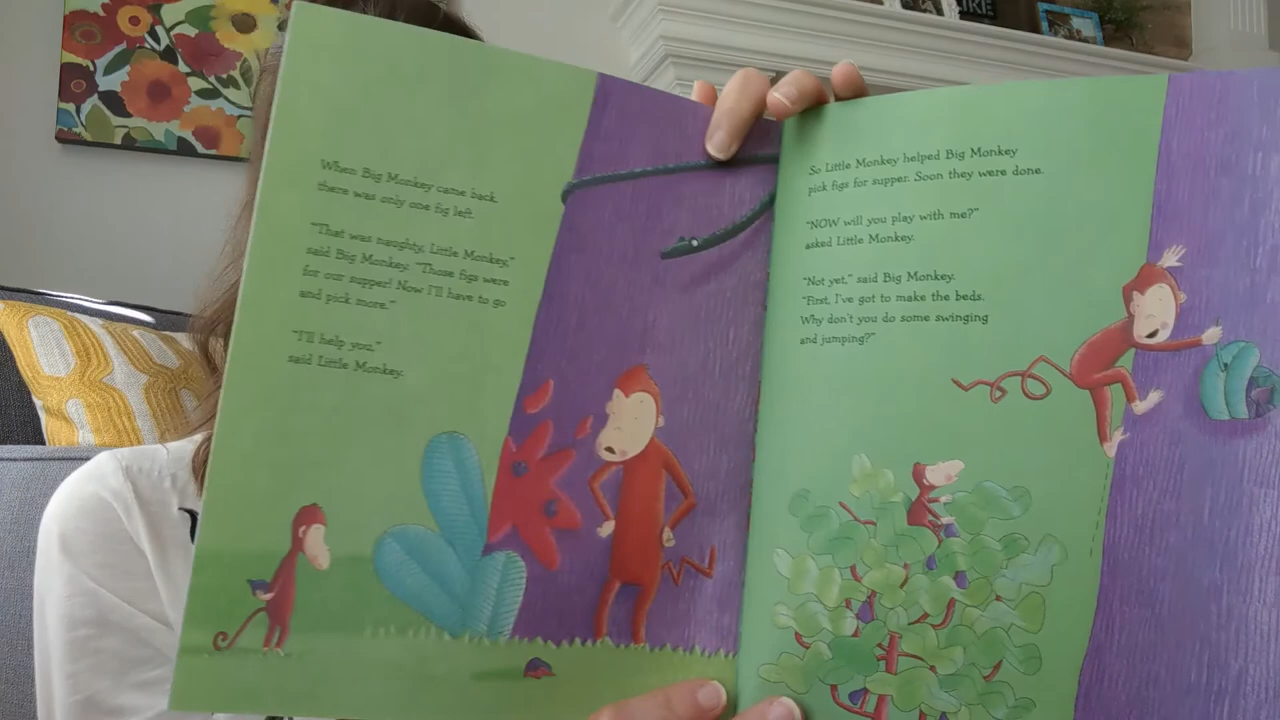 When Big Monkey came back,
there was only one fig left.
"That was naughty, Little Monkey,"
said Big Monkey. "Those figs were
for our supper! Now I'll have to go
and pick more."
"I'll help you,"
said Little Monkey.
So Little Monkey helped Big Monkey
pick figs for supper. Soon they were done.
"NOW will you play with me?"
asked Little Monkey.
"Not yet," said Big Monkey.
"First, I've got to make the beds.
Why don't you do some swinging
and jumping?"